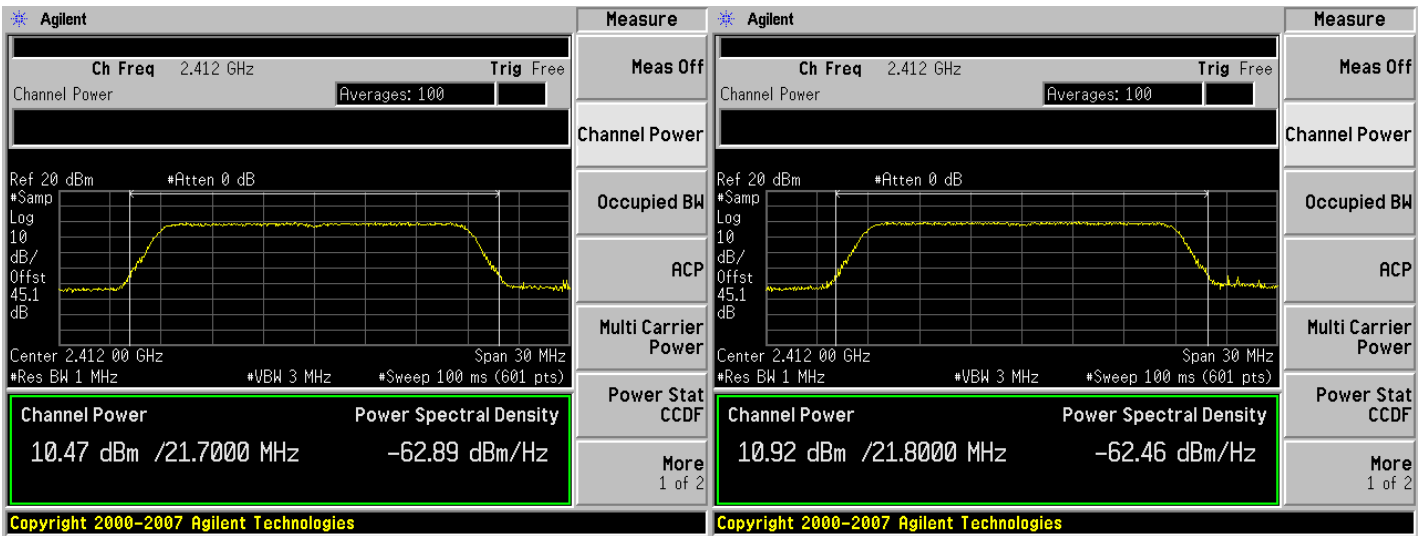 Agilent
Measure
Ch Freq 2.412 GHz
Trig Free
Meas Off
Channel Power
Averages: 100
Channel Power
Ref 20 dBm
#Atten 0 dB
#Samp
Log
10
dB/
Offst
45.1
dB
Occupied BW
ACP
Multi Carrier
Power
Center 2.412 00 GHz
Span 30 MHz
#Res BW 1 MHz
#VBW 3 MHz
#Sweep 100 ms (601 pts)
Power Stat
CCDF
Channel Power
Power Spectral Density
10.47 dBm /21.7000 MHz
-62.89 dBm/Hz
More
1 of 2
Copyright 2000-2007 Agilent Technologies
Agilent
Measure
Ch Freq 2.412 GHz
Trig Free
Meas Off
Channel Power
Averages: 100
Channel Power
Ref 20 dBm
#Atten 0 dB
#Samp
Log
10
dB/
Offst
45.1
dB
Occupied BW
ACP
Multi Carrier
Power
Center 2.412 00 GHz
Span 30 MHz
#Res BW 1 MHz
#VBW 3 MHz
#Sweep 100 ms (601 pts)
Power Stat
CCDF
Channel Power
Power Spectral Density
10.92 dBm /21.8000 MHz
-62.46 dBm/Hz
More
1 of 2
Copyright 2000-2007 Agilent Technologies